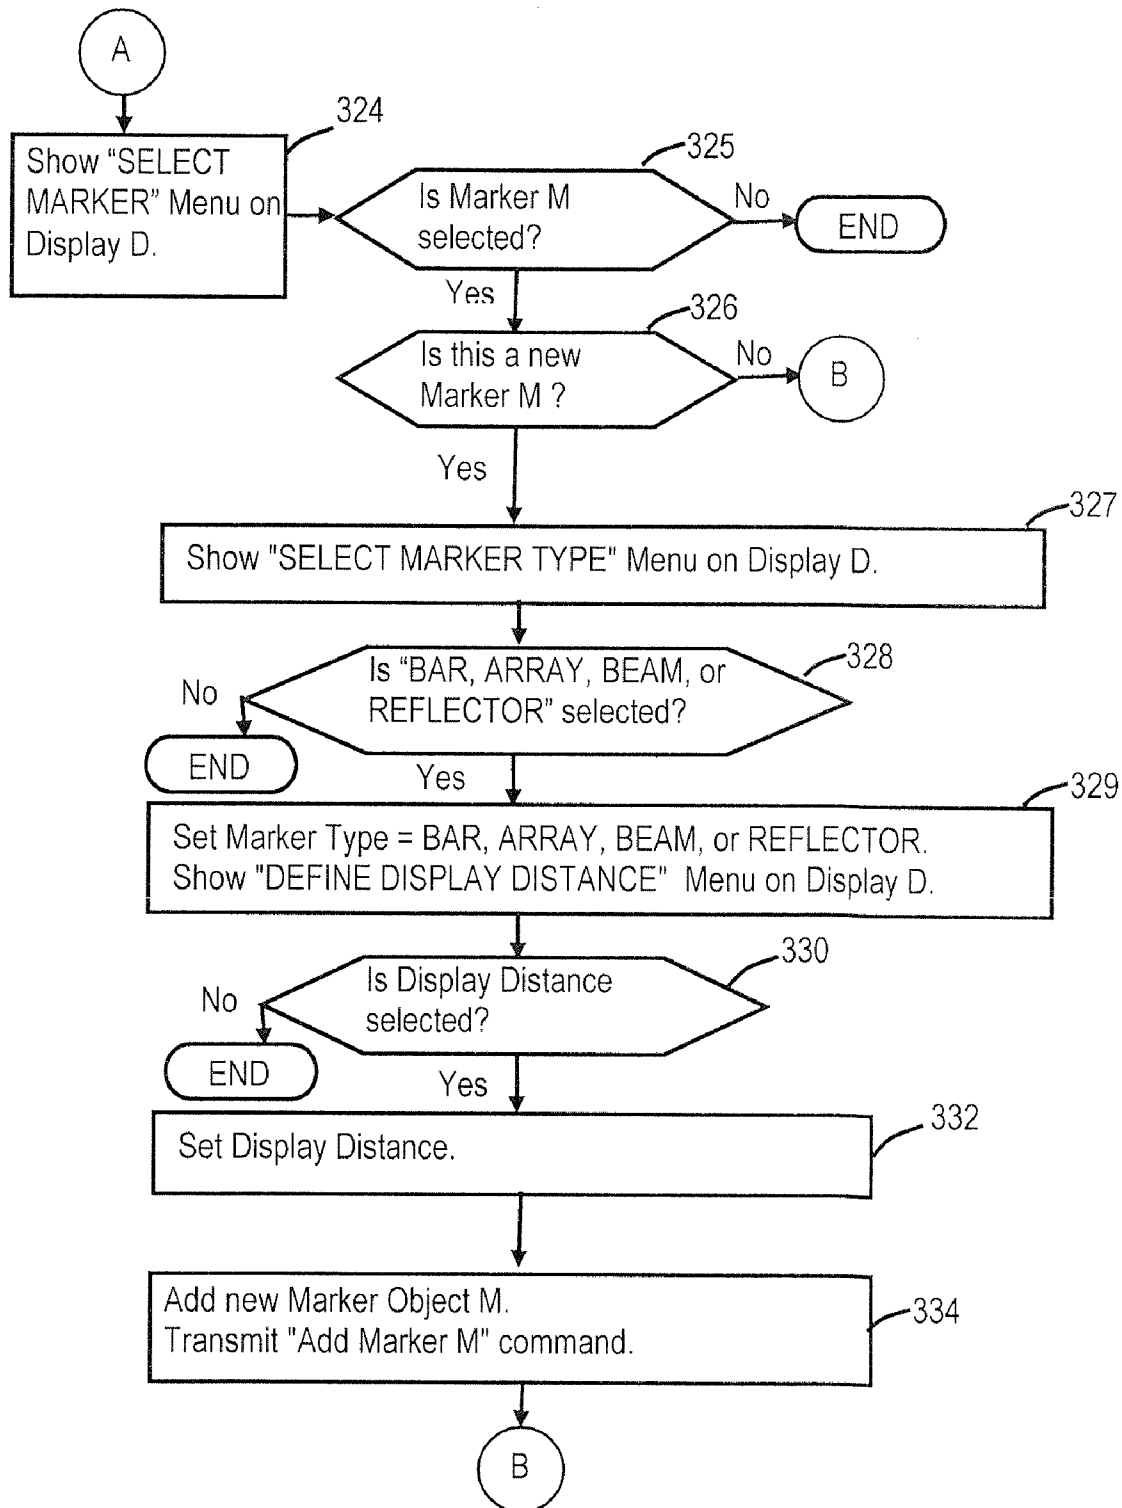 A
324
Show “SELECT
MARKER” Menu on
Display D.
325
Is Marker M
selected?
No
END
Yes
326
Is this a new
Marker M ?
No
B
Yes
327
Show "SELECT MARKER TYPE" Menu on Display D.
328
Is “BAR, ARRAY, BEAM, or
REFLECTOR” selected?
No
END
Yes
329
Set Marker Type = BAR, ARRAY, BEAM, or REFLECTOR.
Show "DEFINE DISPLAY DISTANCE" Menu on Display D.
330
Is Display Distance
selected?
No
END
Yes
332
Set Display Distance.
Add new Marker Object M.
Transmit "Add Marker M" command.
334
B